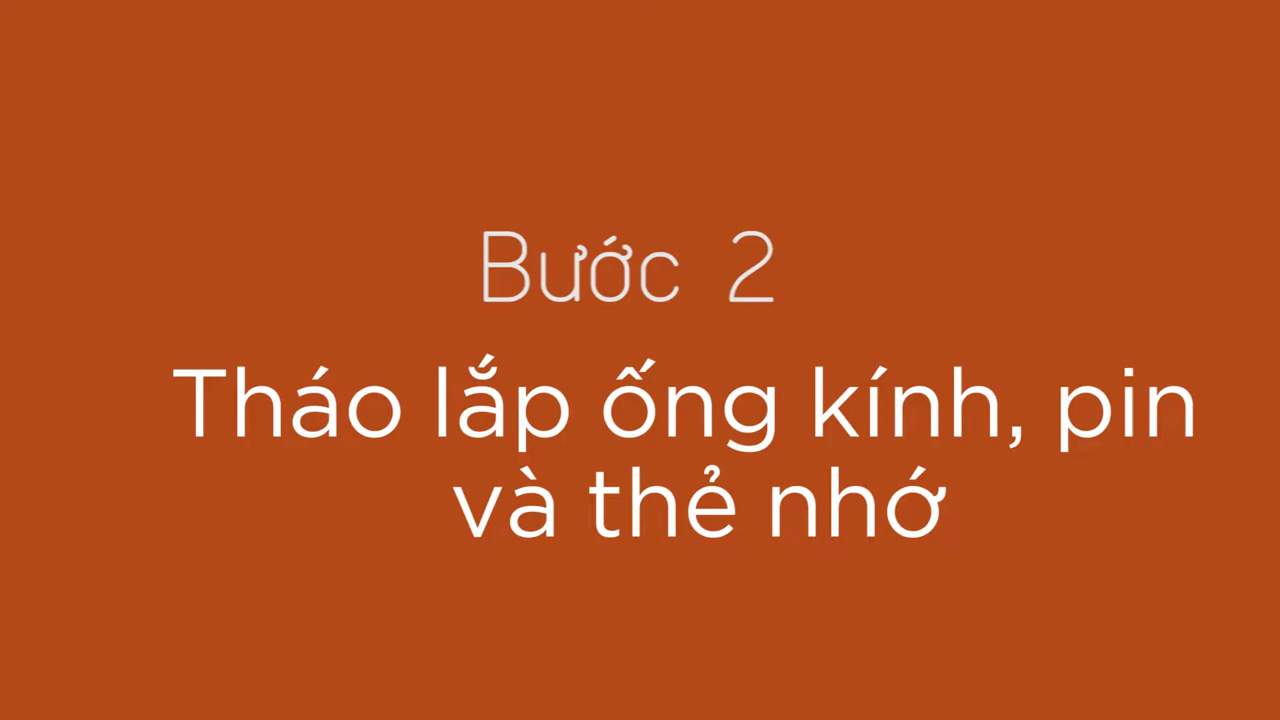 Bước 2
Tháo lắp ống kính, pin
và thẻ nhớ